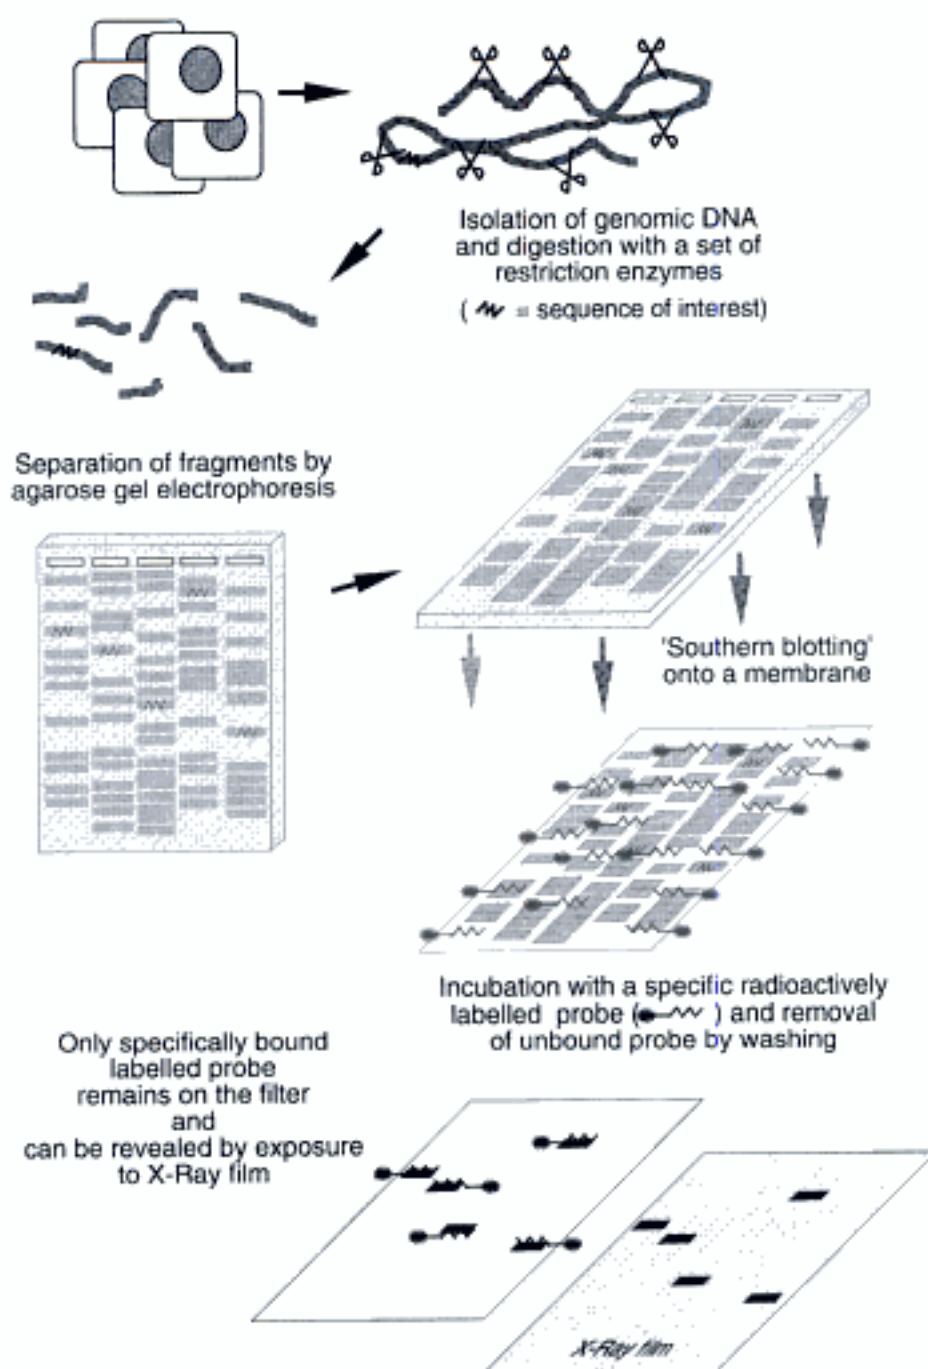 Isolation of genomic DNA
and digestion with a set of
restriction enzymes
( = sequence of interest)
Separation of fragments by
agarose gel electrophoresis
'Southern blotting'
onto a membrane
Incubation with a specific radioactively
labelled probe ( ) and removal
of unbound probe by washing
Only specifically bound
labelled probe
remains on the filter
and
can be revealed by exposure
to X-Ray film
X-Ray film